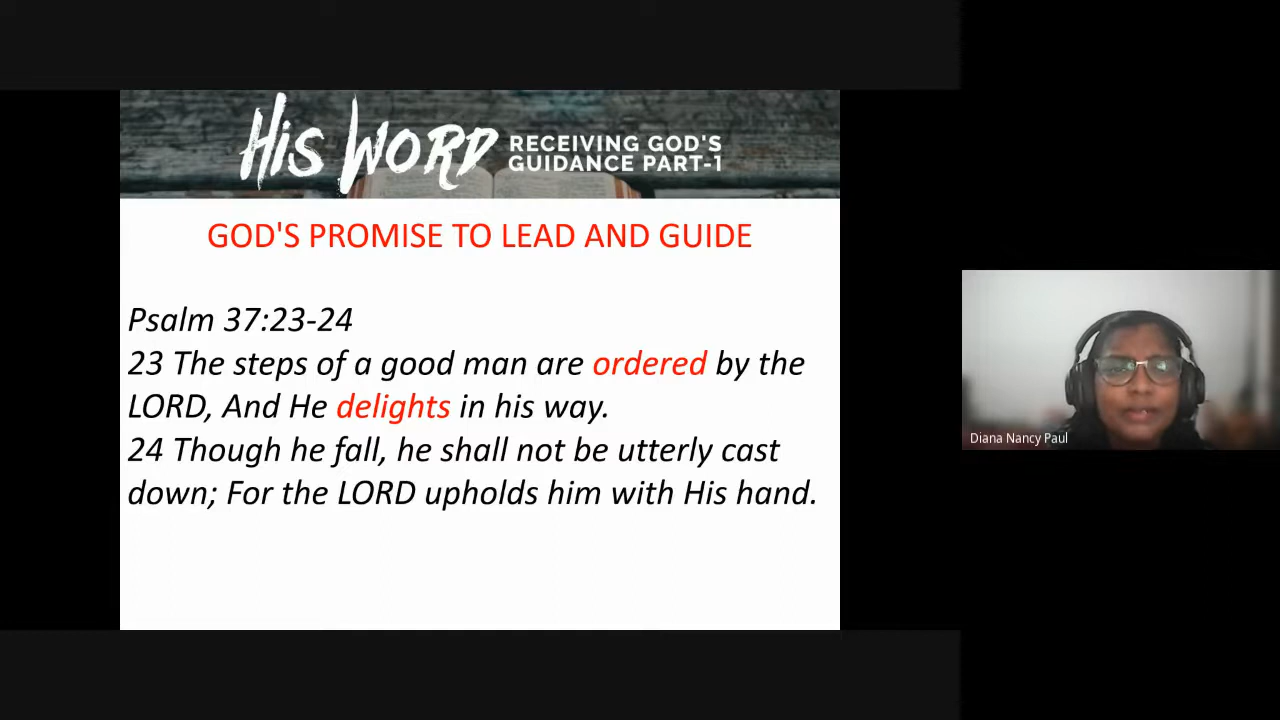 His Word RECEIVING GOD'S
GUIDANCE PART-1
GOD'S PROMISE TO LEAD AND GUIDE
Psalm 37:23-24
23 The steps of a good man are ordered by the
LORD, And He delights in his way.
24 Though he fall, he shall not be utterly cast
down; For the LORD upholds him with His hand.
Diana Nancy Paul